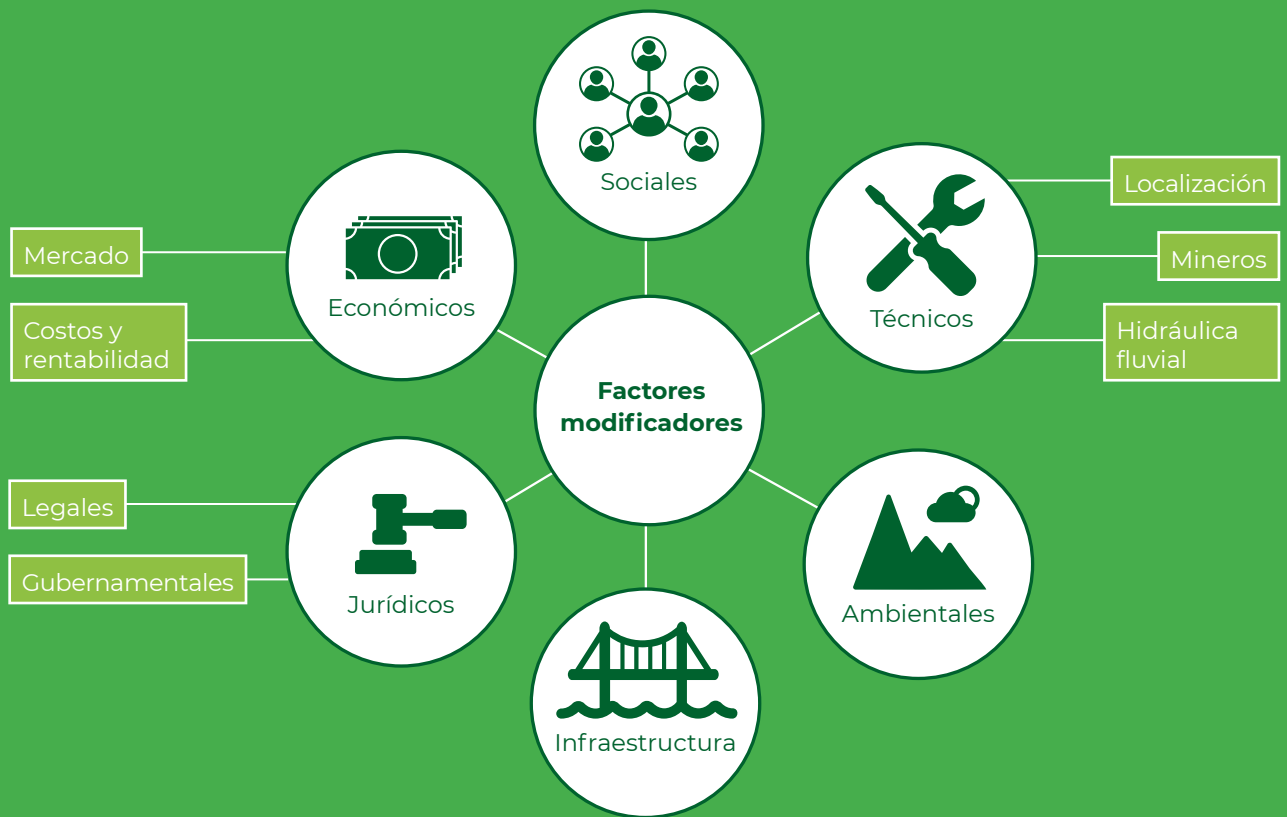 Sociales
Localización
Mineros
Hidráulica
fluvial
Técnicos
Mercado
Costos y
rentabilidad
Económicos
Factores
modificadores
Legales
Gubernamentales
Jurídicos
Ambientales
Infraestructura